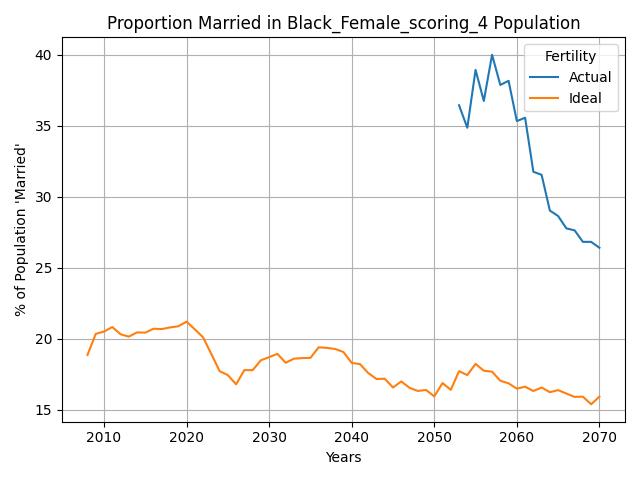 Proportion Married in Black_Female_scoring_4 Population
% of Population 'Married'
40
35
30
25
20
15
Fertility
Actual
Ideal
2010 2020 2030 2040 2050 2060 2070
Years